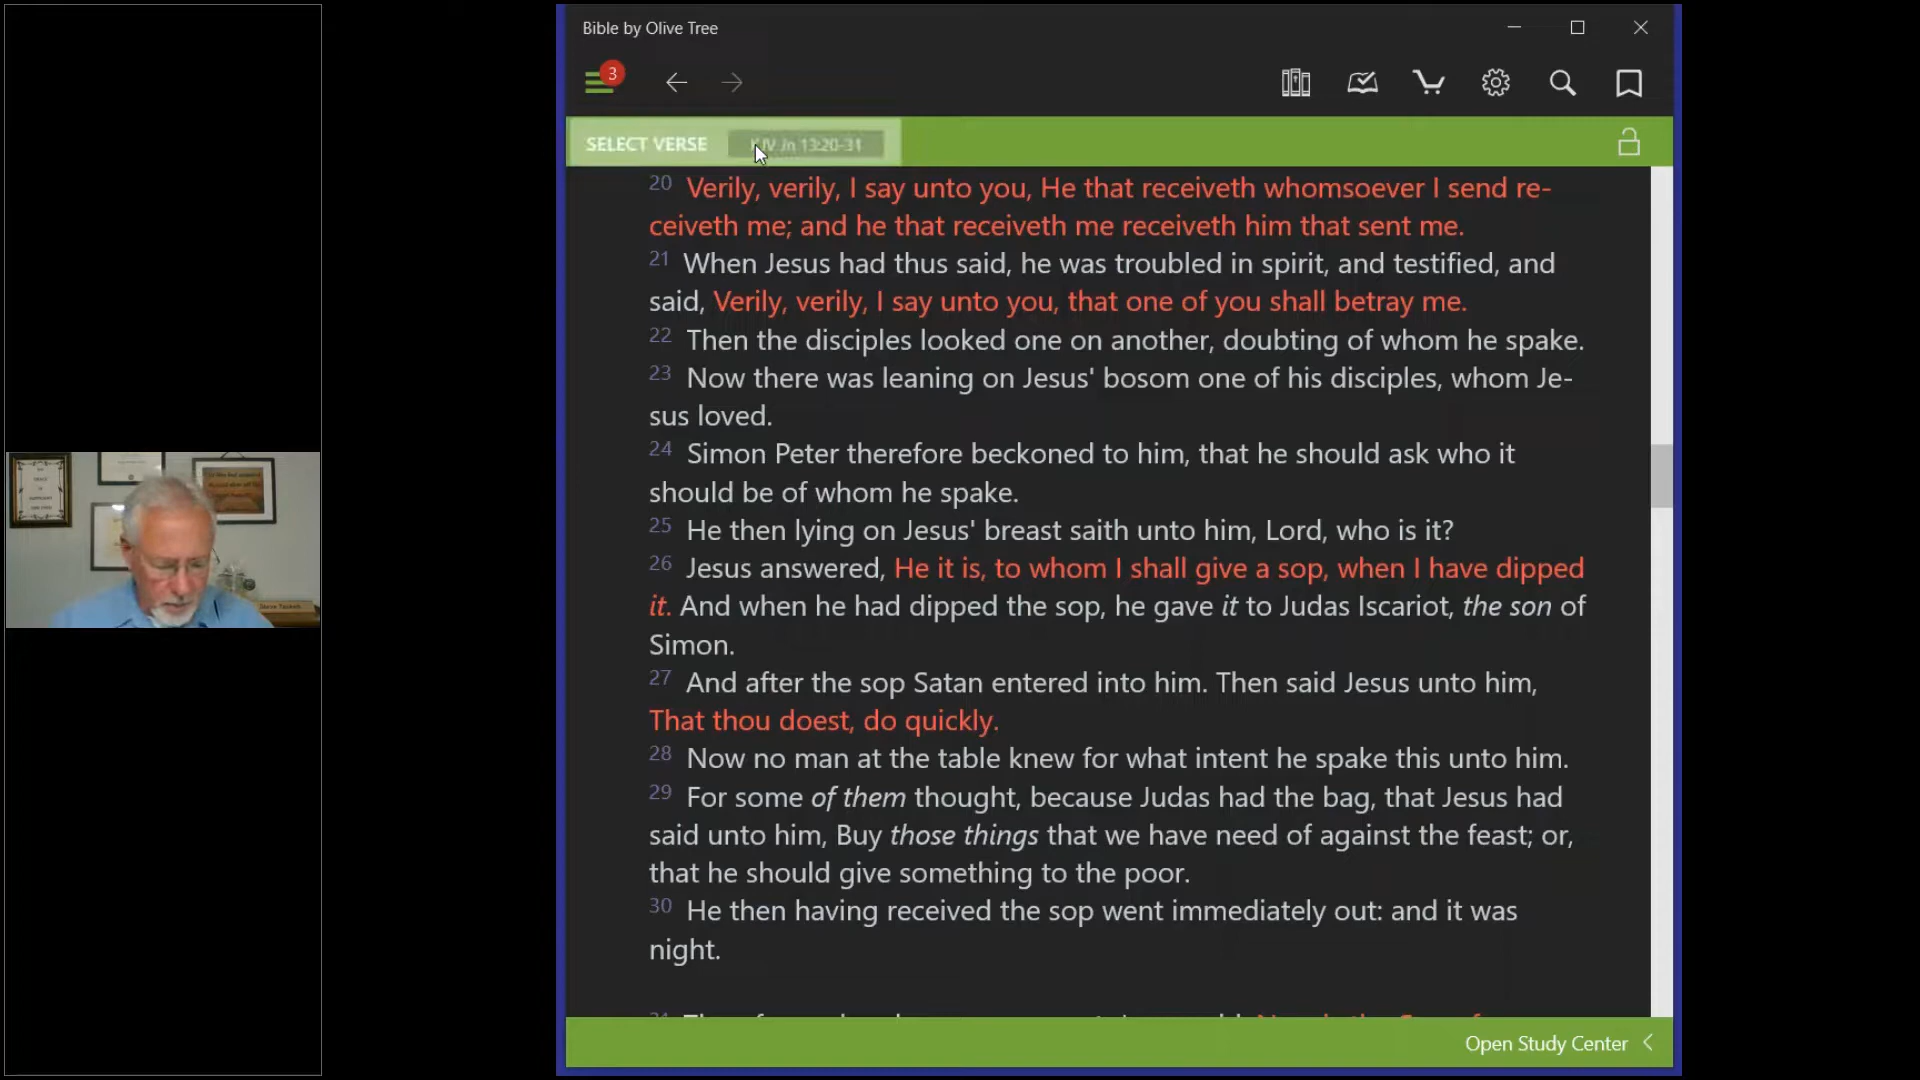 Bible by Olive Tree
3
SELECT VERSE
KJV Jn 13:20-31
20 Verily, verily, I say unto you, He that receiveth whomsoever I send re-
ceiveth me; and he that receiveth me receiveth him that sent me.
21 When Jesus had thus said, he was troubled in spirit, and testified, and
said, Verily, verily, I say unto you, that one of you shall betray me.
22 Then the disciples looked one on another, doubting of whom he spake.
23 Now there was leaning on Jesus' bosom one of his disciples, whom Je-
sus loved.
24 Simon Peter therefore beckoned to him, that he should ask who it
should be of whom he spake.
25 He then lying on Jesus' breast saith unto him, Lord, who is it?
26 Jesus answered, He it is, to whom I shall give a sop, when I have dipped
it. And when he had dipped the sop, he gave it to Judas Iscariot, the son of
Simon.
27 And after the sop Satan entered into him. Then said Jesus unto him,
That thou doest, do quickly.
28 Now no man at the table knew for what intent he spake this unto him.
29 For some of them thought, because Judas had the bag, that Jesus had
said unto him, Buy those things that we have need of against the feast; or,
that he should give something to the poor.
30 He then having received the sop went immediately out: and it was
night.
Open Study Center